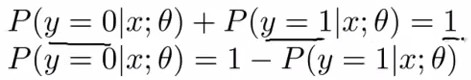 P(y = 0|x; θ) + P(y = 1|x; θ) = 1
P(y = 0|x; θ) = 1 − P(y = 1|x; θ)